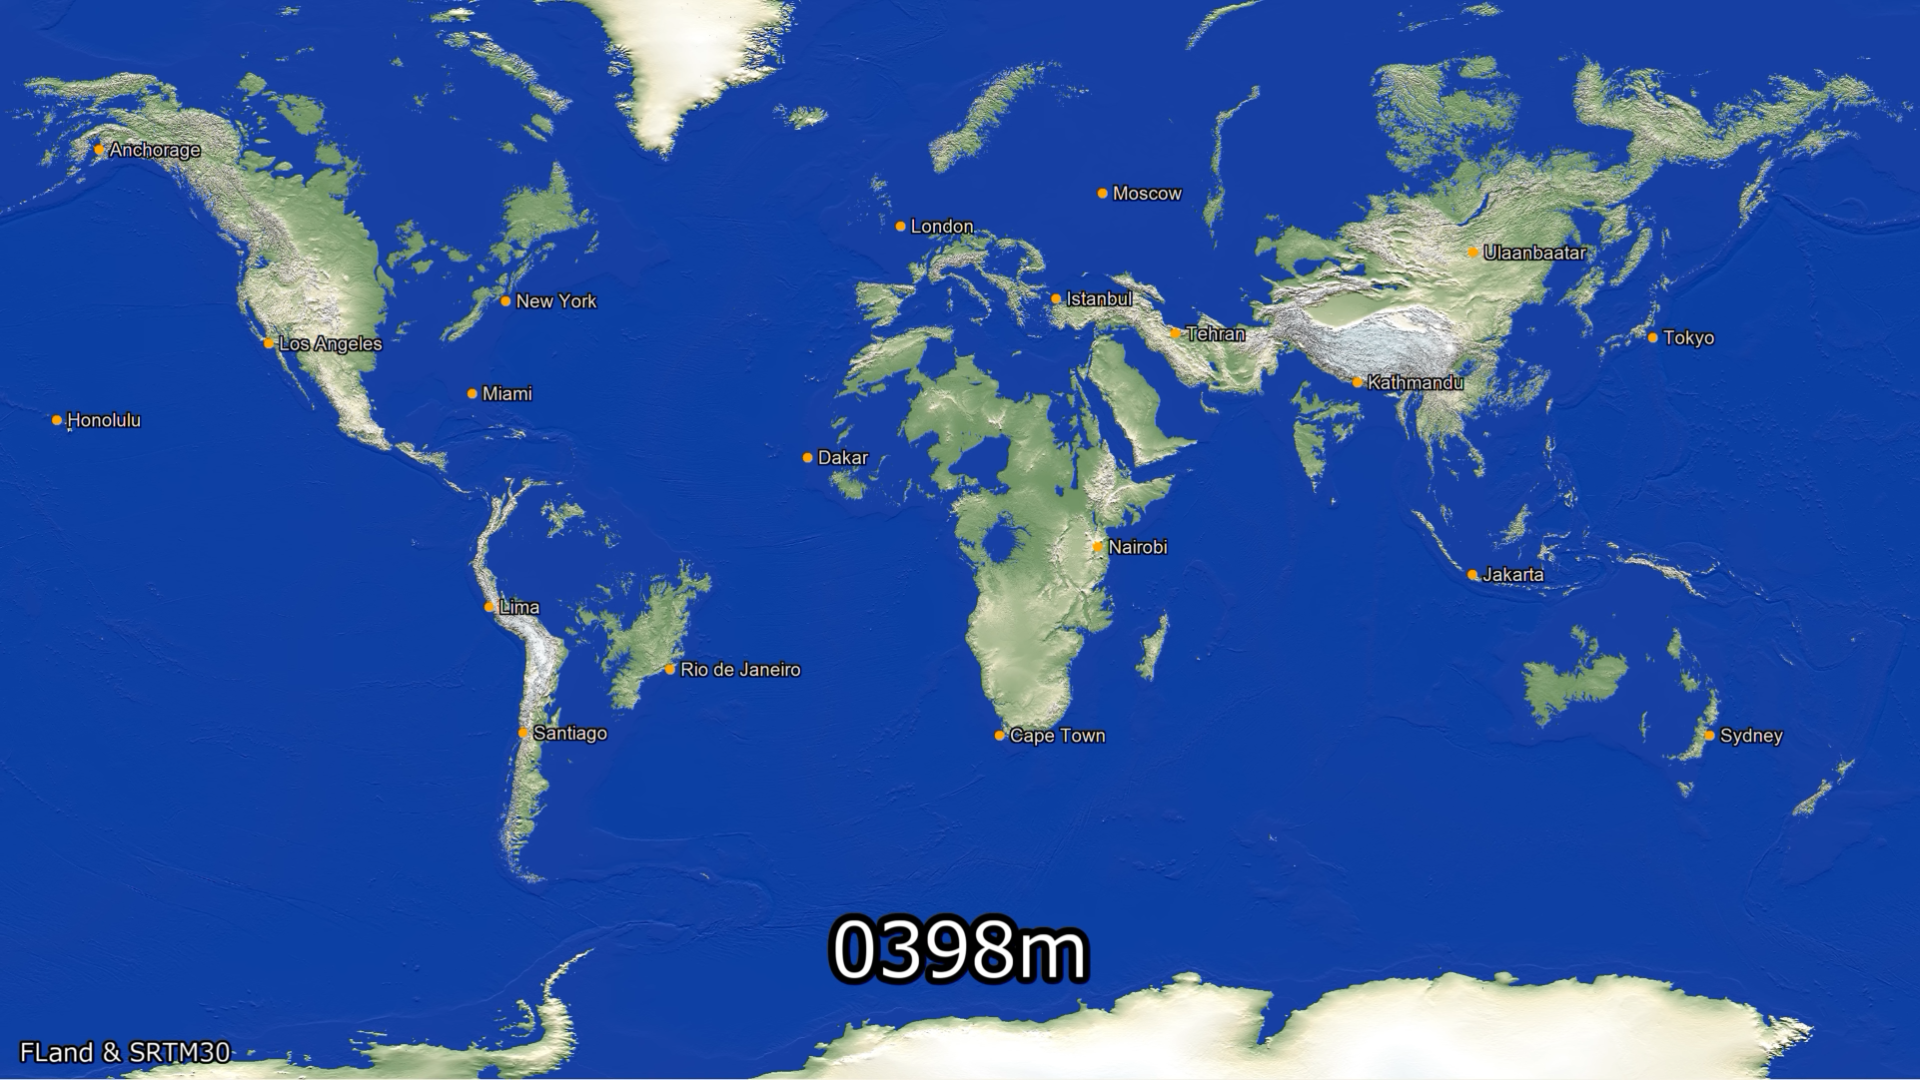 Anchorage
Moscow
London
Ulaanbaatar
New York
Istanbul
Tehran
Tokyo
Los Angeles
Kathmandu
Miami
Honolulu
Dakar
Nairobi
Jakarta
Lima
Rio de Janeiro
Santiago
Cape Town
Sydney
0398m
FLand & SRTM30